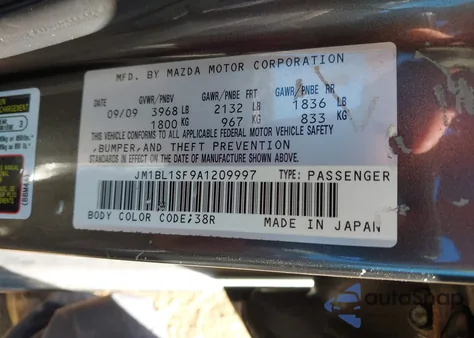 MFD. BY MAZDA MOTOR CORPORATION
DATE GVWR/PNBV GAWR/PNBE FRT GAWR/PNBE RR
09/09 3968 LB 2132 LB 1836 LB
1800 KG 967 KG 833 KG
THIS VEHICLE CONFORMS TO ALL APPLICABLE FEDERAL MOTOR VEHICLE SAFETY
,BUMPER,AND THEFT PREVENTION
STANDARDS IN EFFECT ON THE DATE OF MANUFACTURE SHOWN ABOVE.
JM1BL1SF9A1209997 TYPE: PASSENGER
BODY COLOR CODE;38R MADE IN JAPAN
autoSnap